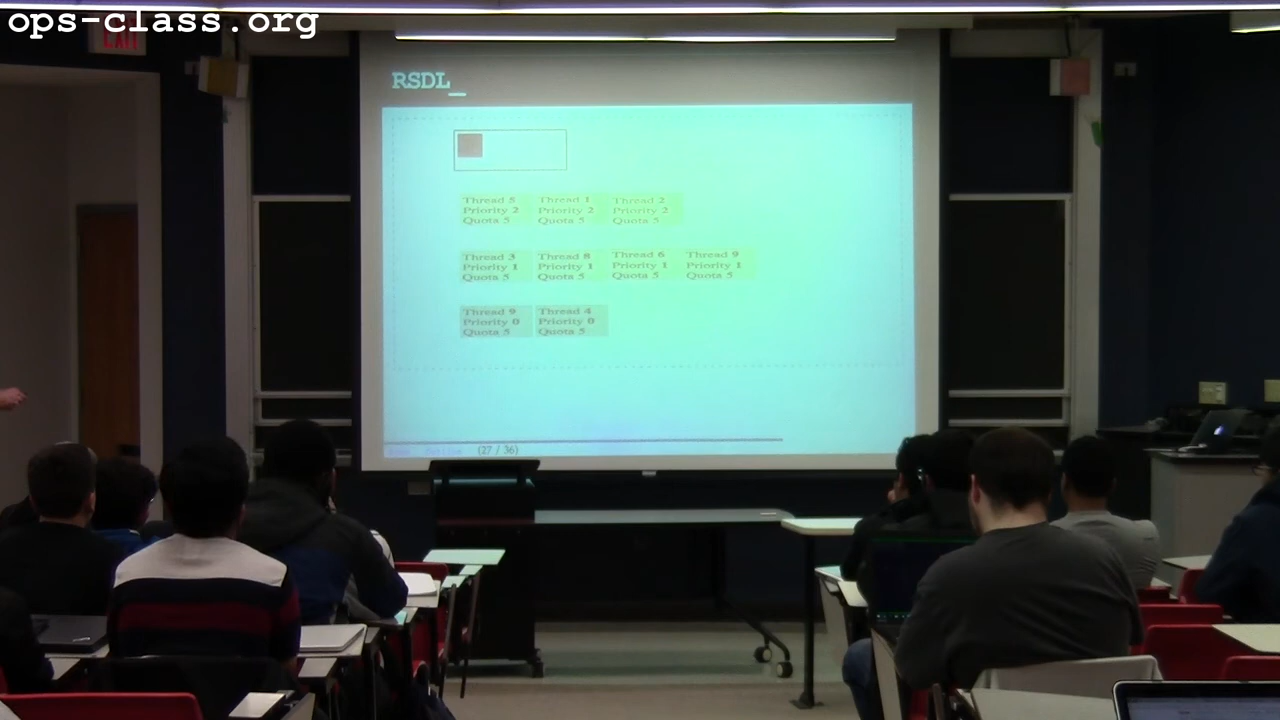 ops-class.org
EXIT
RSDL_
Thread 5 Thread 1 Thread 2
Priority 2 Priority 2 Priority 2
Quota 5 Quota 5 Quota 5
Thread 3 Thread 8 Thread 6 Thread 9
Priority 1 Priority 1 Priority 1 Priority 1
Quota 5 Quota 5 Quota 5 Quota 5
Thread 9 Thread 4
Priority 0 Priority 0
Quota 5 Quota 5
(27 / 36)